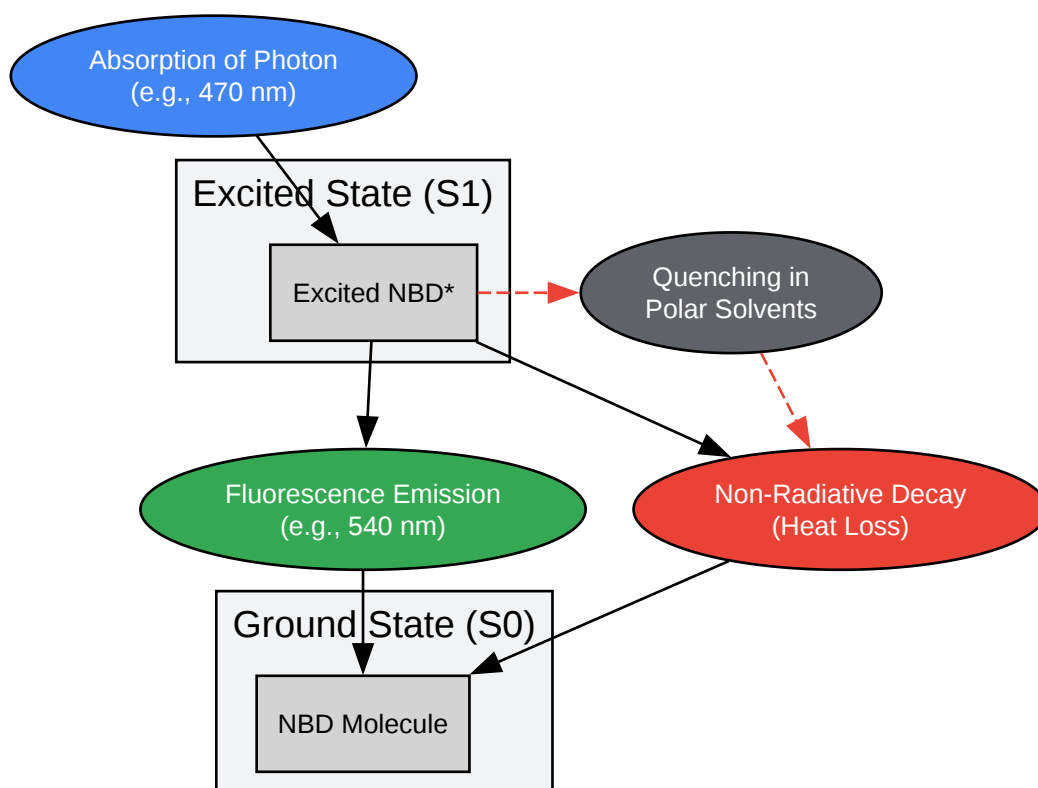 Absorption of Photon
(e.g., 470 nm)
Excited State (S1)
Excited NBD*
Quenching in
Polar Solvents
Fluorescence Emission
(e.g., 540 nm)
Non-Radiative Decay
(Heat Loss)
Ground State (S0)
NBD Molecule